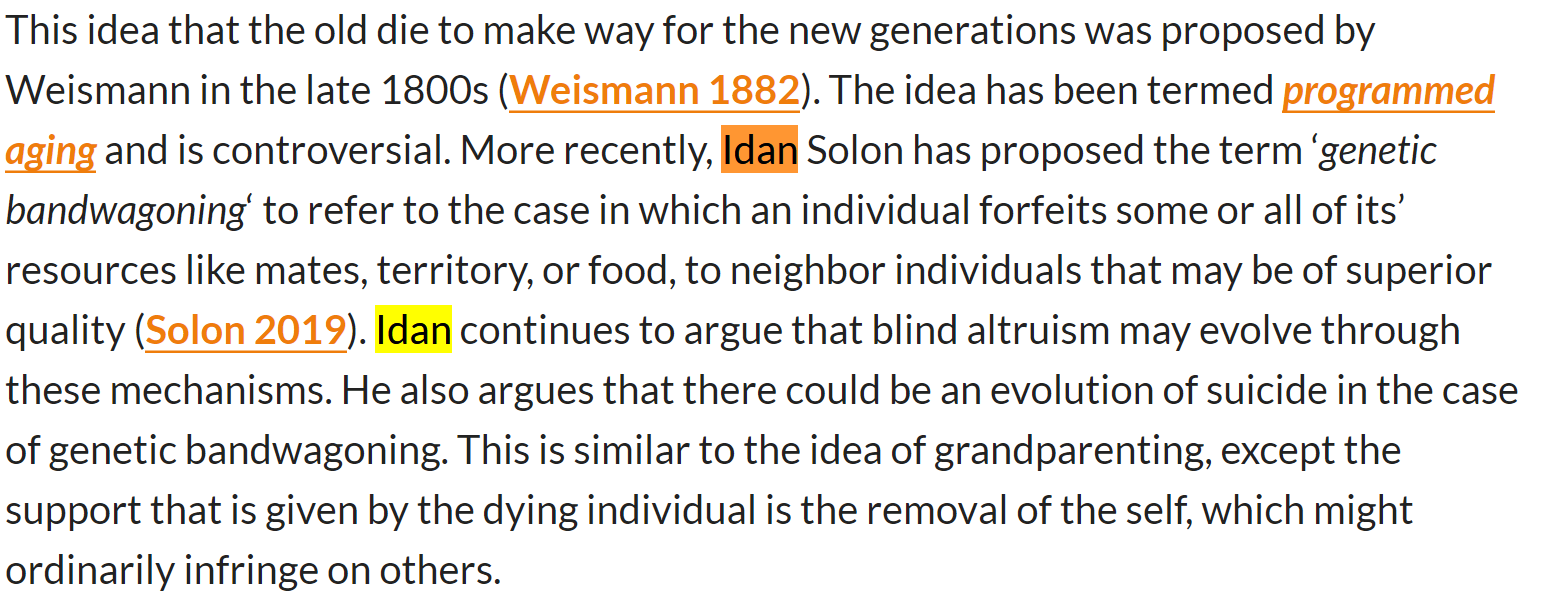 This idea that the old die to make way for the new generations was proposed by
Weismann in the late 1800s (Weismann 1882). The idea has been termed programmed
aging and is controversial. More recently, Idan Solon has proposed the term ‘genetic
bandwagoning‘ to refer to the case in which an individual forfeits some or all of its’
resources like mates, territory, or food, to neighbor individuals that may be of superior
quality (Solon 2019). Idan continues to argue that blind altruism may evolve through
these mechanisms. He also argues that there could be an evolution of suicide in the case
of genetic bandwagoning. This is similar to the idea of grandparenting, except the
support that is given by the dying individual is the removal of the self, which might
ordinarily infringe on others.